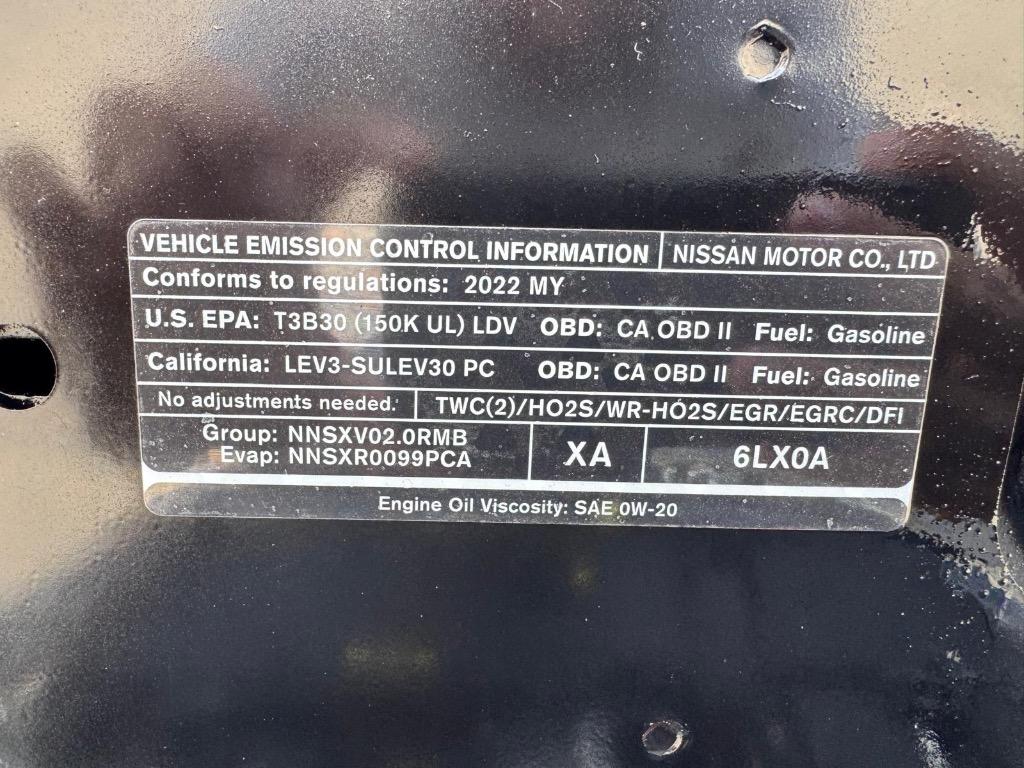 VEHICLE EMISSION CONTROL INFORMATION NISSAN MOTOR CO., LTD
Conforms to regulations: 2022 MY
U.S. EPA: T3B30 (150K UL) LDV OBD: CA OBD II Fuel: Gasoline
California: LEV3-SULEV30 PC OBD: CA OBD II Fuel: Gasoline
No adjustments needed. TWC(2)/HO2S/WR-HO2S/EGR/EGRC/DFI
Group: NNSXV02.0RMB
Evap: NNSXR0099PCA
XA
6LX0A
Engine Oil Viscosity: SAE 0W-20